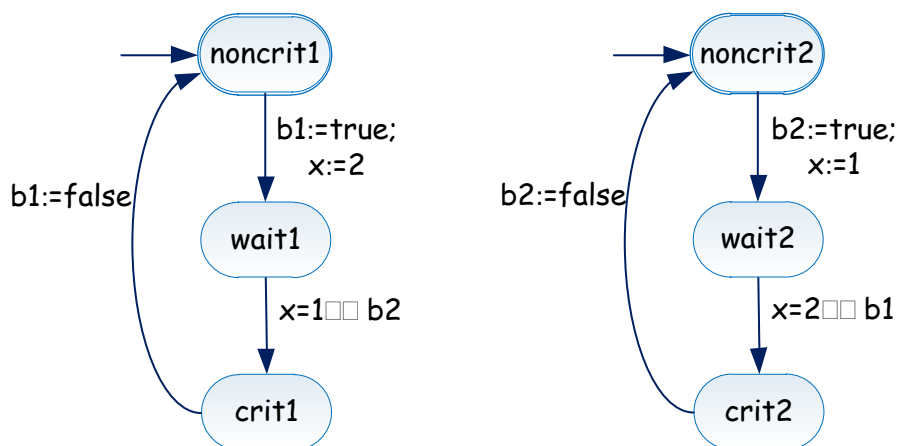 noncrit1
b1:=true;
x:=2
b1:=false
wait1
x=1□□ b2
crit1
noncrit2
b2:=true;
x:=1
b2:=false
wait2
x=2□□ b1
crit2